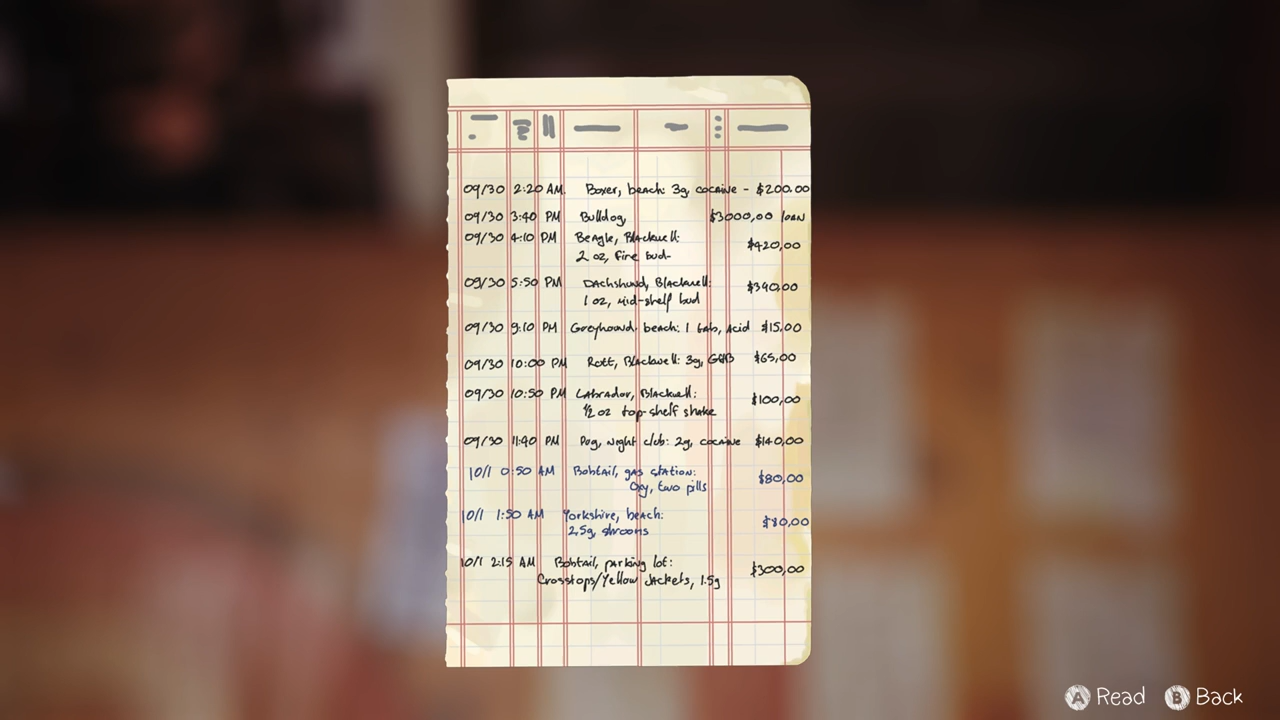 09/30 2:20 AM. Boxer, beach: 3g, cocaine - $200.00
09/30 3:40 PM Bulldog, $3000,00 loan
09/30 4:10 PM Beagle, Blackwell: $420,00
2 oz, fire bud-
09/30 5:50 PM Dachshund, Blackwell: $340,00
1 oz, mid-shelf bud
09/30 9:10 PM Greyhound, beach: 1 tab, Acid $15.00
09/30 10:00 PM Rott, Blackwell: 3g, GHB $65,00
09/30 10:50 PM Labrador, Blackwell: $100,00
1/2 oz top-shelf shake
09/30 11:40 PM Pog, night club: 2g, cocaine $140,00
10/1 0:50 AM Bobtail, gas station: $80,00
Oxy, two pills
10/1 1:50 AM Yorkshire, beach:
2,5g, shrooms
10/1 2:15 AM Bobtail, parking lot: $300,00
Crosstops/Yellow Jackets, 1.5g
A Read B Back